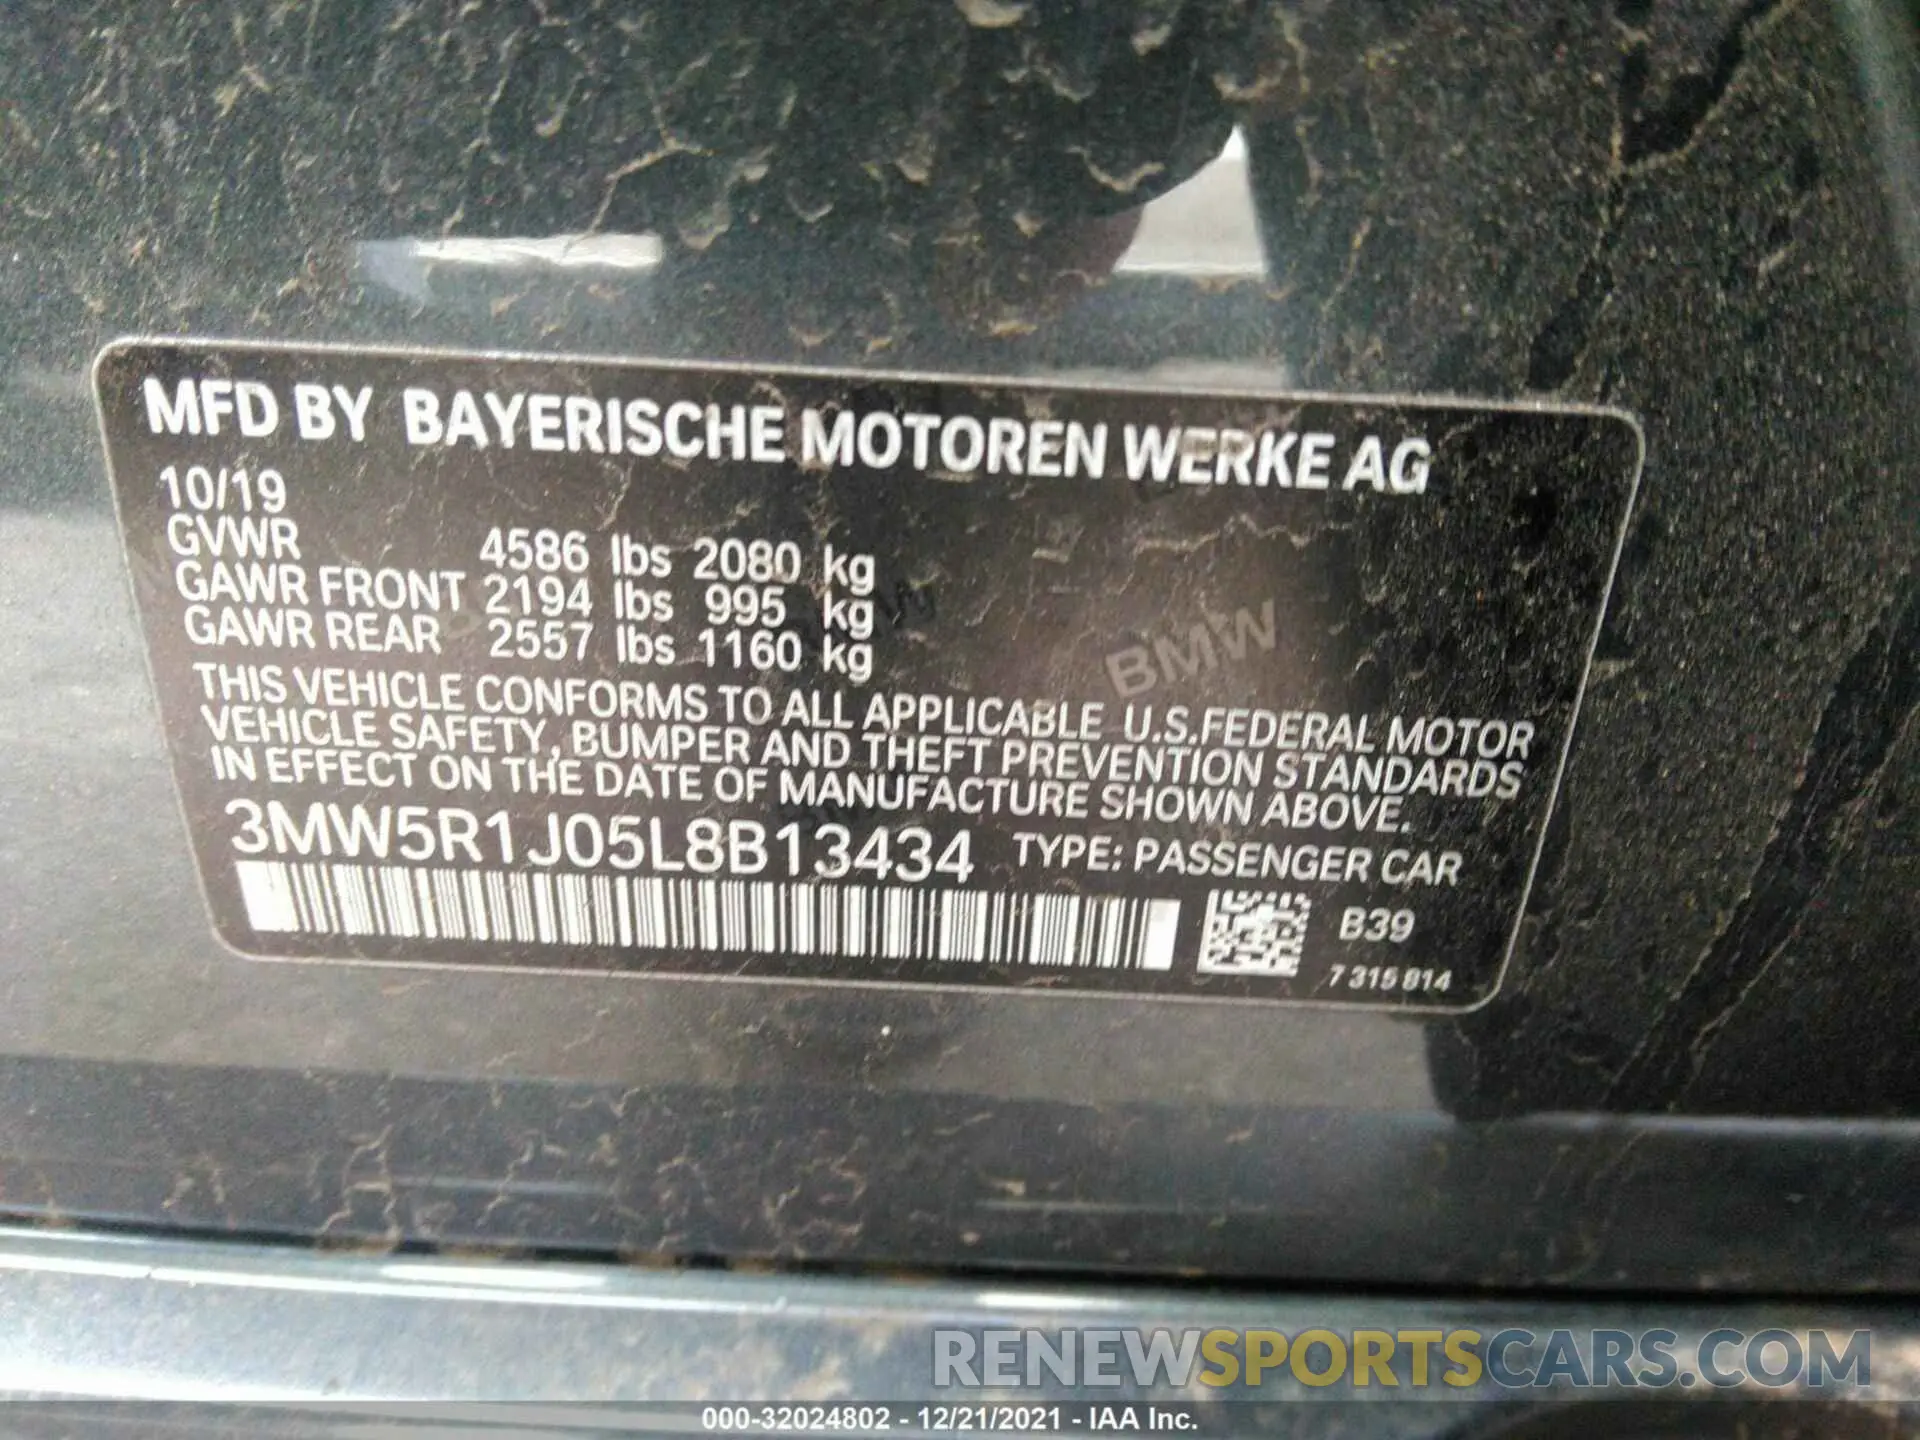 MFD BY BAYERISCHE MOTOREN WERKE AG
10/19
GVWR 4586 lbs 2080 kg
GAWR FRONT 2194 lbs 995 kg
GAWR REAR 2557 lbs 1160 kg
BMW
THIS VEHICLE CONFORMS TO ALL APPLICABLE U.S.FEDERAL MOTOR
VEHICLE SAFETY, BUMPER AND THEFT PREVENTION STANDARDS
IN EFFECT ON THE DATE OF MANUFACTURE SHOWN ABOVE.
3MW5R1J05L8B13434 TYPE: PASSENGER CAR
B39
7 315 814
RENEWSPORTSCARS.COM
000-32024802 - 12/21/2021 - IAA Inc.